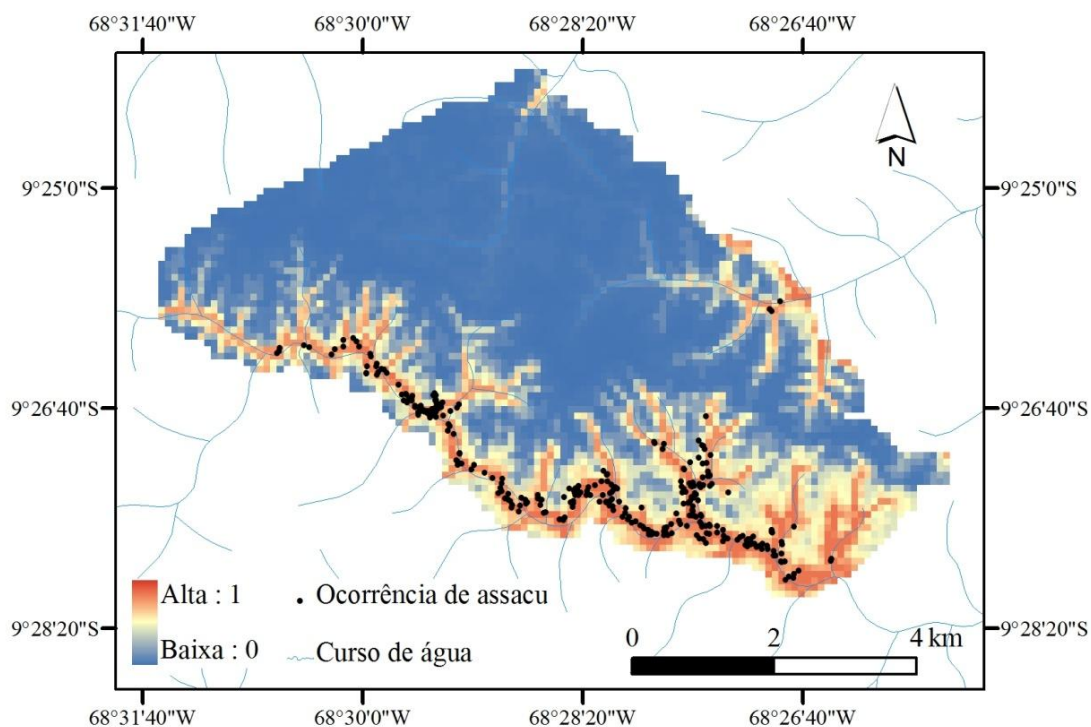 68°31'40"W 68°30'0"W 68°28'20"W 68°26'40"W
N
9°25'0"S 9°25'0"S
9°26'40"S 9°26'40"S
Alta : 1 Ocorrência de assacu
0 2 4 km
9°28'20"S 9°28'20"S
Baixa : 0 Curso de água
68°31'40"W 68°30'0"W 68°28'20"W 68°26'40"W